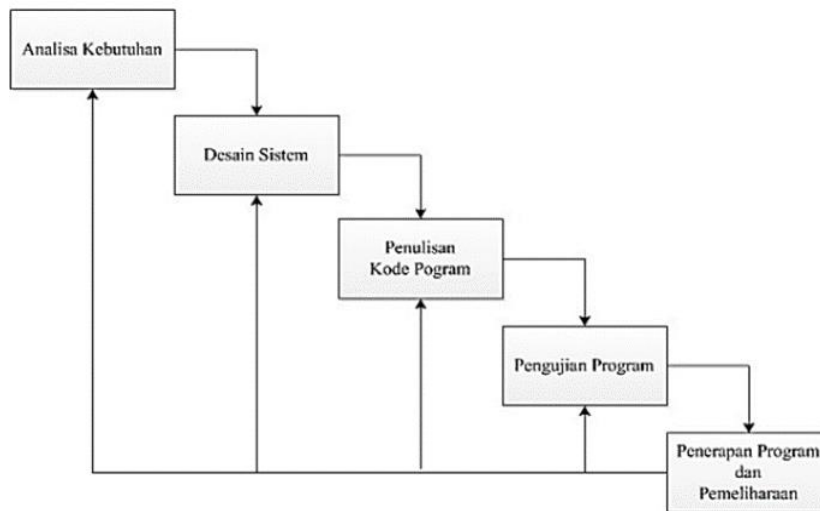 Analisa Kebutuhan
Desain Sistem
Penulisan
Kode Pogram
Pengujian Program
Penerapan Program
dan
Pemeliharaan